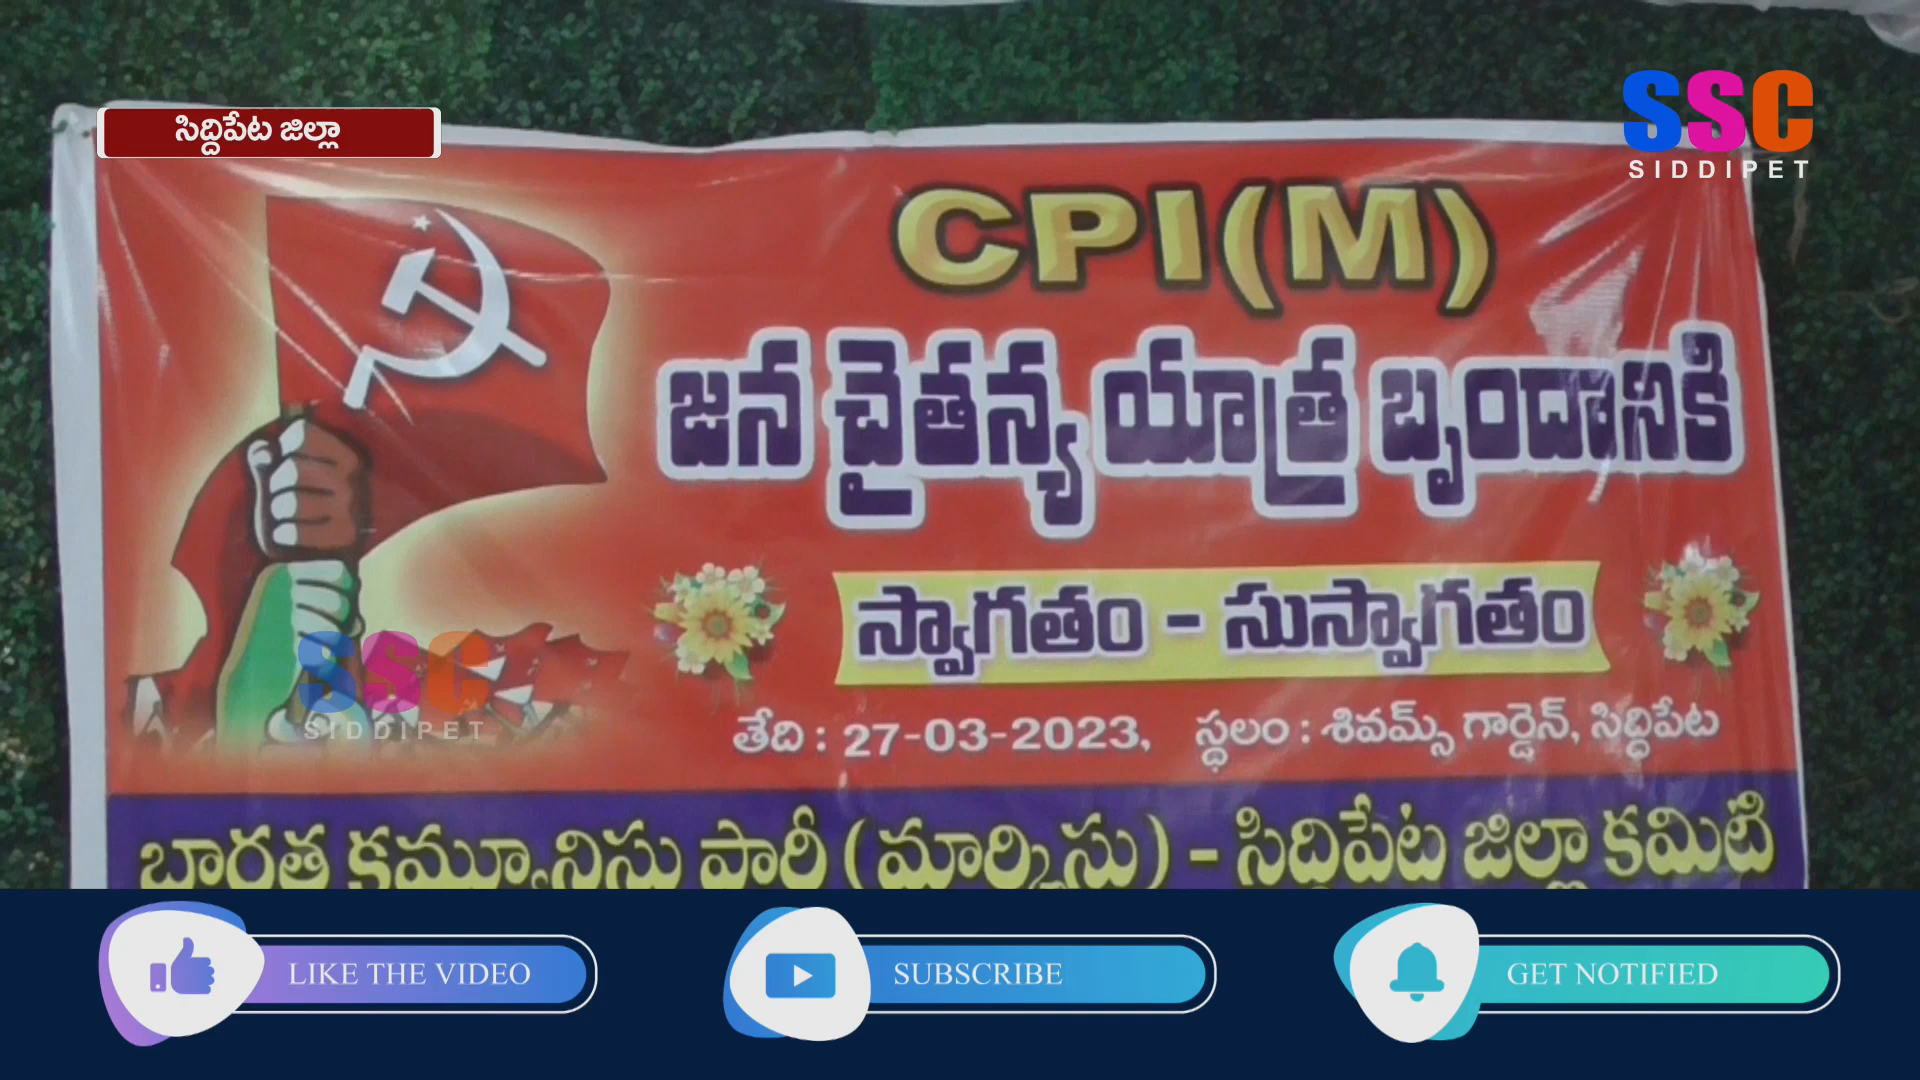 సిద్దిపేట జిల్లా
SSC
SIDDIPET
CPI(M)
జన చైతన్య యాత్ర బృందానికి
స్వాగతం - సుస్వాగతం
SSC
SIDDIPET
తేది : 27-03-2023, స్థలం : శివమ్స్ గార్డెన్, సిద్ధిపేట
భారత కమ్యూనిస్టు పార్టీ (మార్క్సిస్టు) - సిద్దిపేట జిల్లా కమిటి
LIKE THE VIDEO
SUBSCRIBE
GET NOTIFIED